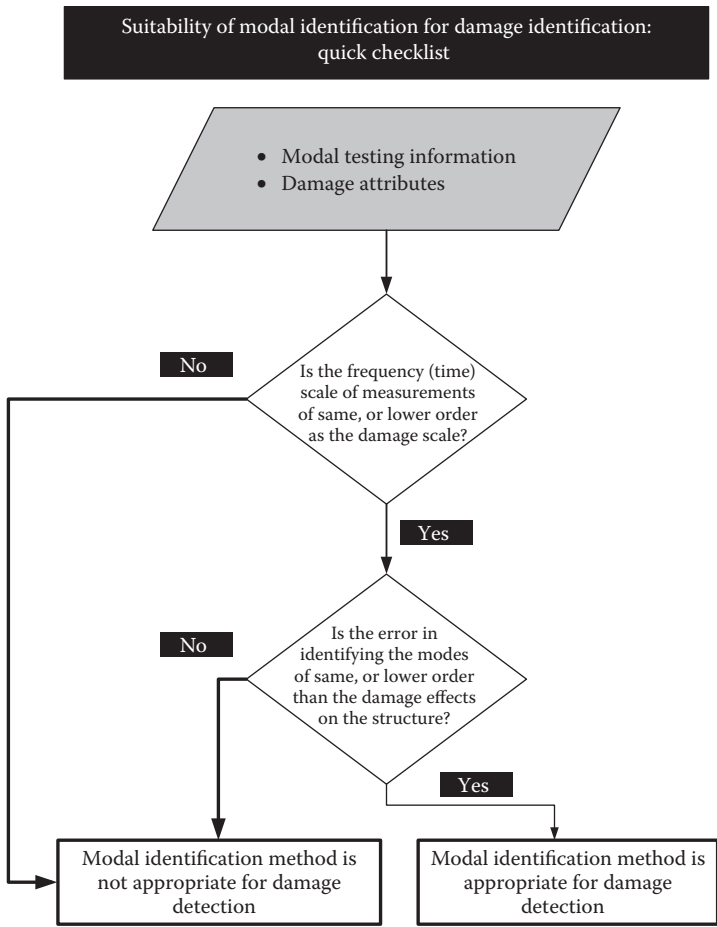 Suitability of modal identification for damage identification:
quick checklist
• Modal testing information
• Damage attributes
No
Is the frequency (time)
scale of measurements
of same, or lower order
as the damage scale?
Yes
No
Is the error in
identifying the modes
of same, or lower order
than the damage effects
on the structure?
Yes
Modal identification method is
not appropriate for damage
detection
Modal identification method is
appropriate for damage
detection